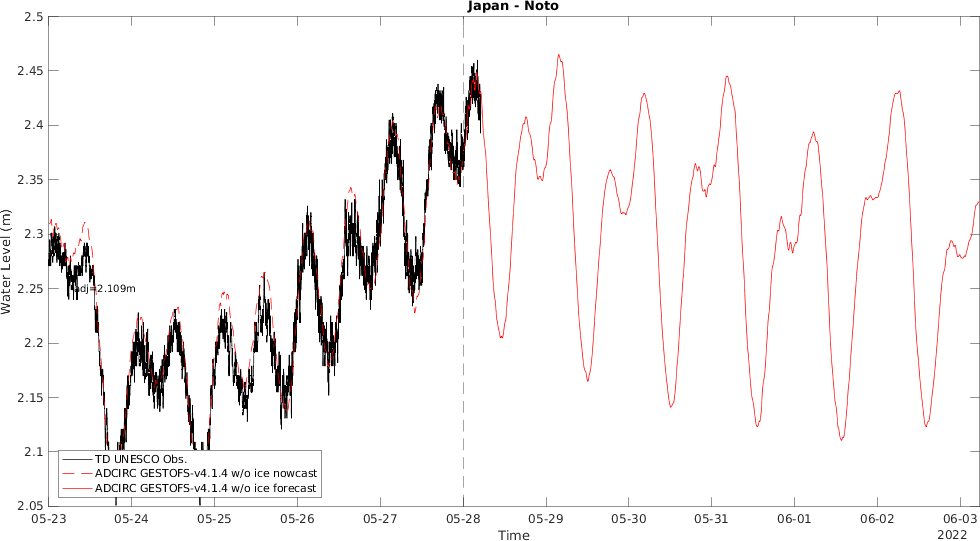 Japan - Noto
2.5
2.45
2.4
2.35
2.3
2.25
2.2
2.15
2.1
2.05
Water Level (m)
adj=2.109m
TD UNESCO Obs.
ADCIRC GESTOFS-v4.1.4 w/o ice nowcast
ADCIRC GESTOFS-v4.1.4 w/o ice forecast
05-23 05-24 05-25 05-26 05-27 05-28 05-29 05-30 05-31 06-01 06-02 06-03
Time
2022